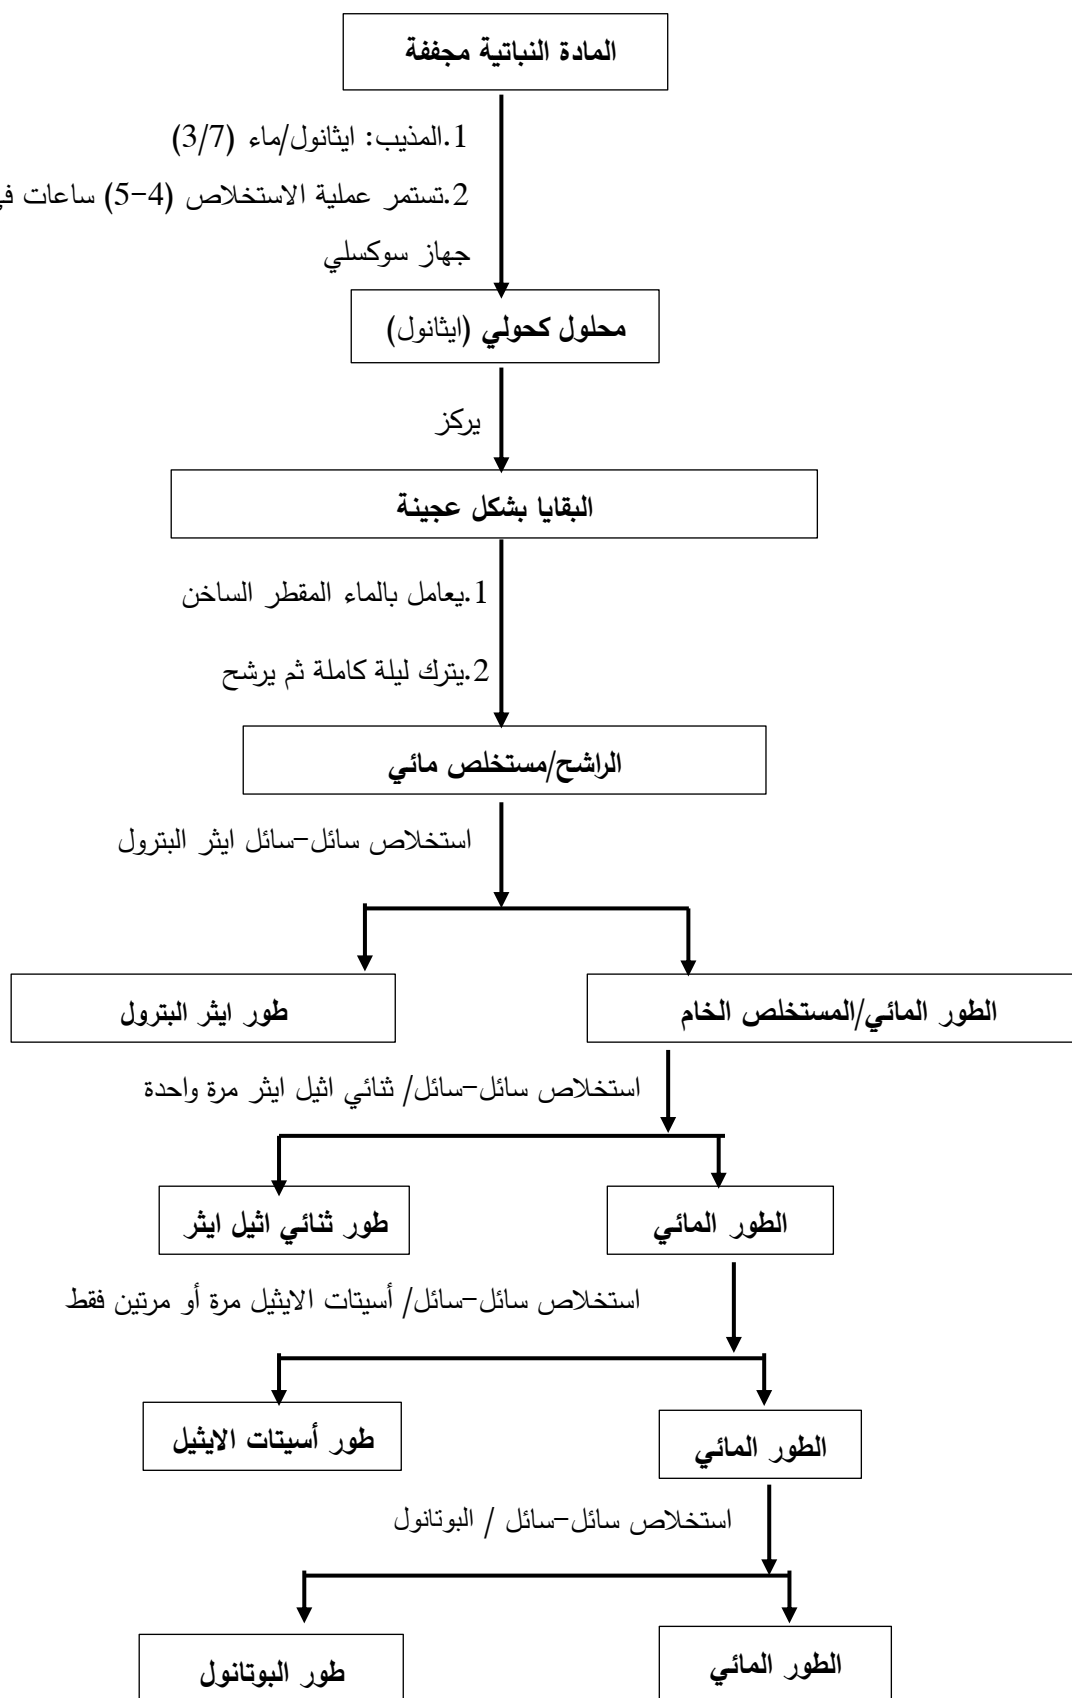 المادة النباتية مجففة
1.المذيب: ايثانول/ماء (3/7)
2.تستمر عملية الاستخلاص (4-5) ساعات في
جهاز سوكسلي
محلول كحولي (ايثانول)
يركز
البقايا بشكل عجينة
1.يعامل بالماء المقطر الساخن
2.يترك ليلة كاملة ثم يرشح
الراشح/مستخلص مائي
استخلاص سائل-سائل ايثر البترول
الطور المائي/المستخلص الخام
طور ايثر البترول
استخلاص سائل-سائل/ ثنائي اثيل ايثر مرة واحدة
الطور المائي
طور ثنائي اثيل ايثر
استخلاص سائل-سائل/ أسيتات الايثيل مرة أو مرتين فقط
الطور المائي
طور أسيتات الايثيل
استخلاص سائل-سائل / البوتانول
الطور المائي
طور البوتانول